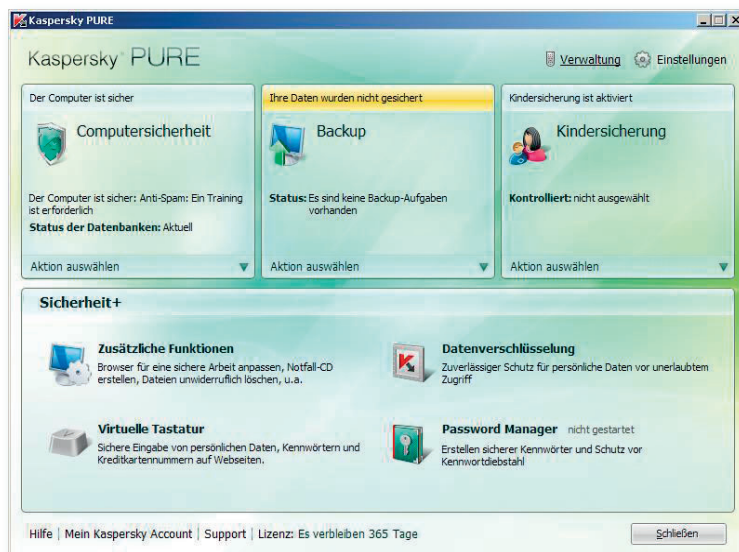 Kaspersky PURE
Kaspersky PURE
Verwaltung Einstellungen
Der Computer ist sicher
Computersicherheit
Der Computer ist sicher: Anti-Spam: Ein Training
ist erforderlich
Status der Datenbanken: Aktuell
Aktion auswählen
Ihre Daten wurden nicht gesichert
Backup
Status: Es sind keine Backup-Aufgaben
vorhanden
Aktion auswählen
Kindersicherung ist aktiviert
Kindersicherung
Kontrolliert: nicht ausgewählt
Aktion auswählen
Sicherheit+
Zusätzliche Funktionen
Browser für eine sichere Arbeit anpassen, Notfall-CD
erstellen, Dateien unwiderruflich löschen, u.a.
Datenverschlüsselung
Zuverlässiger Schutz für persönliche Daten vor unerlaubtem
Zugriff
Virtuelle Tastatur
Sichere Eingabe von persönlichen Daten, Kennwörtern und
Kreditkartennummern auf Webseiten.
Password Manager nicht gestartet
Erstellen sicherer Kennwörter und Schutz vor
Kennwortdiebstahl
Hilfe | Mein Kaspersky Account | Support | Lizenz: Es verbleiben 365 Tage
Schließen